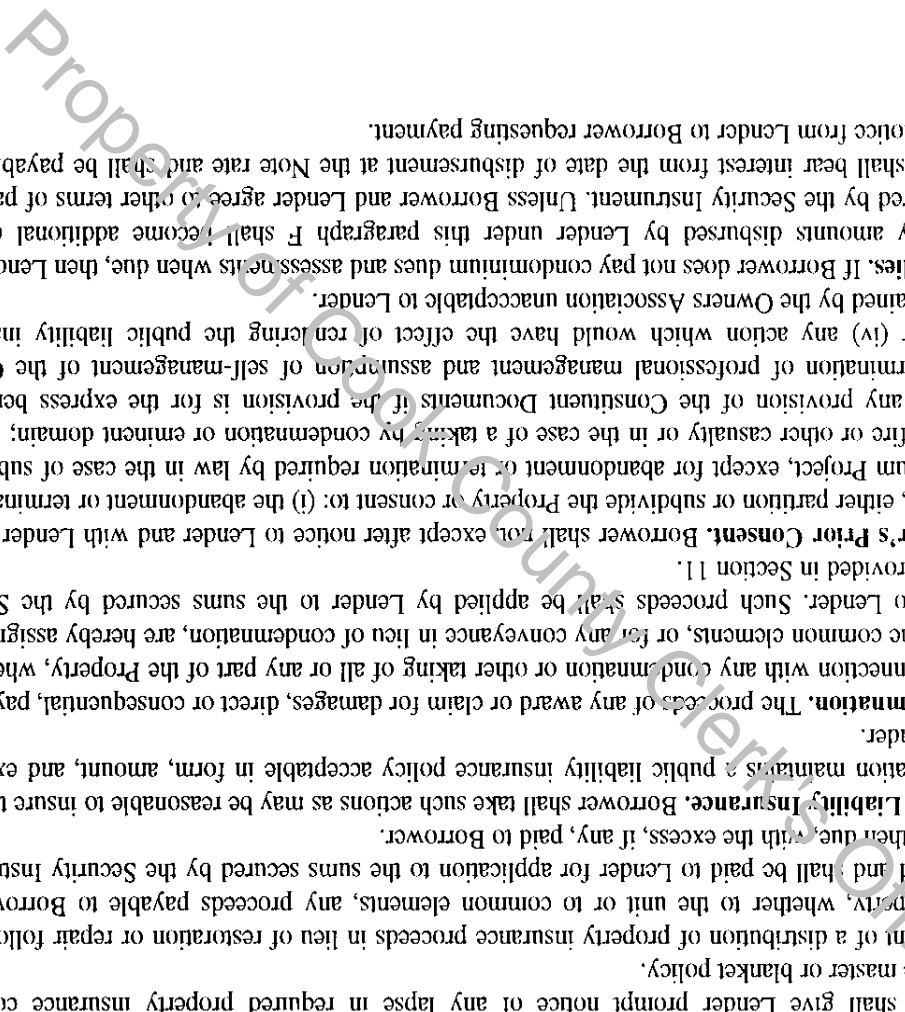 shall give Lender prompt notice of any lapse in required property insurance co
master or blanket policy.
nt of a distribution of property insurance proceeds in lieu of restoration or repair follo
perty, whether to the unit or to common elements, any proceeds payable to Borrow
d and shall be paid to Lender for application to the sums secured by the Security Instr
then due, with the excess, if any, paid to Borrower.
Liability Insurance. Borrower shall take such actions as may be reasonable to insure t
ation maintains a public liability insurance policy acceptable in form, amount, and ex
nder.
mnation. The proceeds of any award or claim for damages, direct or consequential, pay
nnection with any condemnation or other taking of all or any part of the Property, whe
he common elements, or for any conveyance in lieu of condemnation, are hereby assign
o Lender. Such proceeds shall be applied by Lender to the sums secured by the S
rovided in Section 11.
r's Prior Consent. Borrower shall not, except after notice to Lender and with Lender
, either partition or subdivide the Property or consent to: (i) the abandonment or termina
um Project, except for abandonment or termination required by law in the case of sub
fire or other casualty or in the case of a taking by condemnation or eminent domain;
any provision of the Constituent Documents if the provision is for the express ben
rmination of professional management and assumption of self-management of the O
r (iv) any action which would have the effect of rendering the public liability in
ained by the Owners Association unacceptable to Lender.
dies. If Borrower does not pay condominium dues and assessments when due, then Lend
y amounts disbursed by Lender under this paragraph F shall become additional d
red by the Security Instrument. Unless Borrower and Lender agree to other terms of pa
shall bear interest from the date of disbursement at the Note rate and shall be payabl
otice from Lender to Borrower requesting payment.
Property of Cook County Clerk's Off